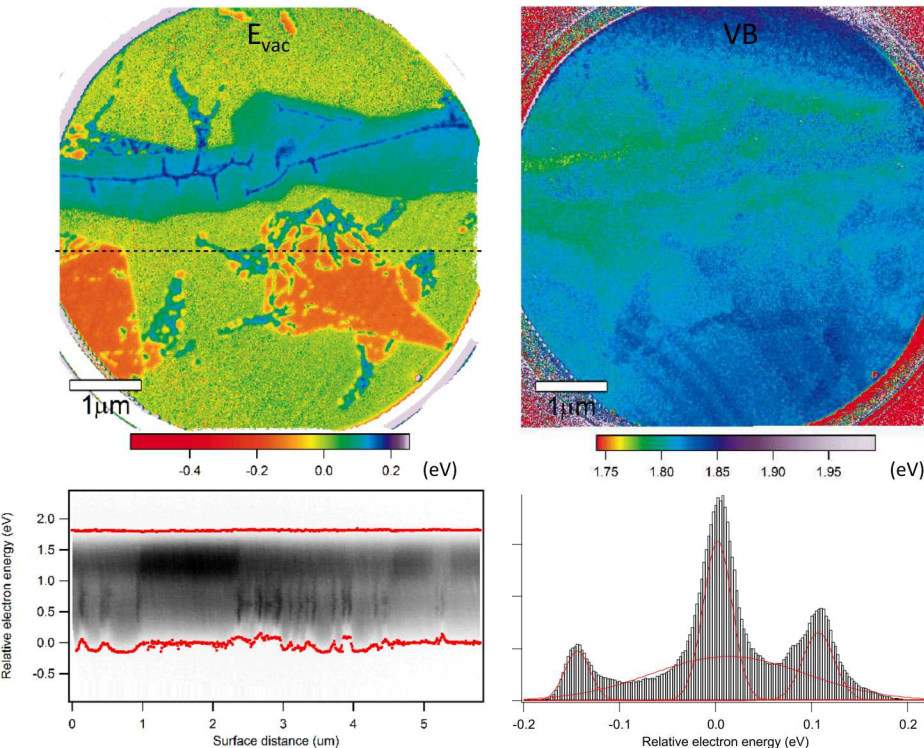 E_vac
VB
1μm
1μm
-0.4 -0.2 0.0 0.2 (eV)
1.75 1.80 1.85 1.90 1.95 (eV)
Relative electron energy (eV)
2.0
1.5
1.0
0.5
0.0
-0.5
0 1 2 3 4 5
Surface distance (um)
-0.2 -0.1 0.0 0.1 0.2
Relative electron energy (eV)